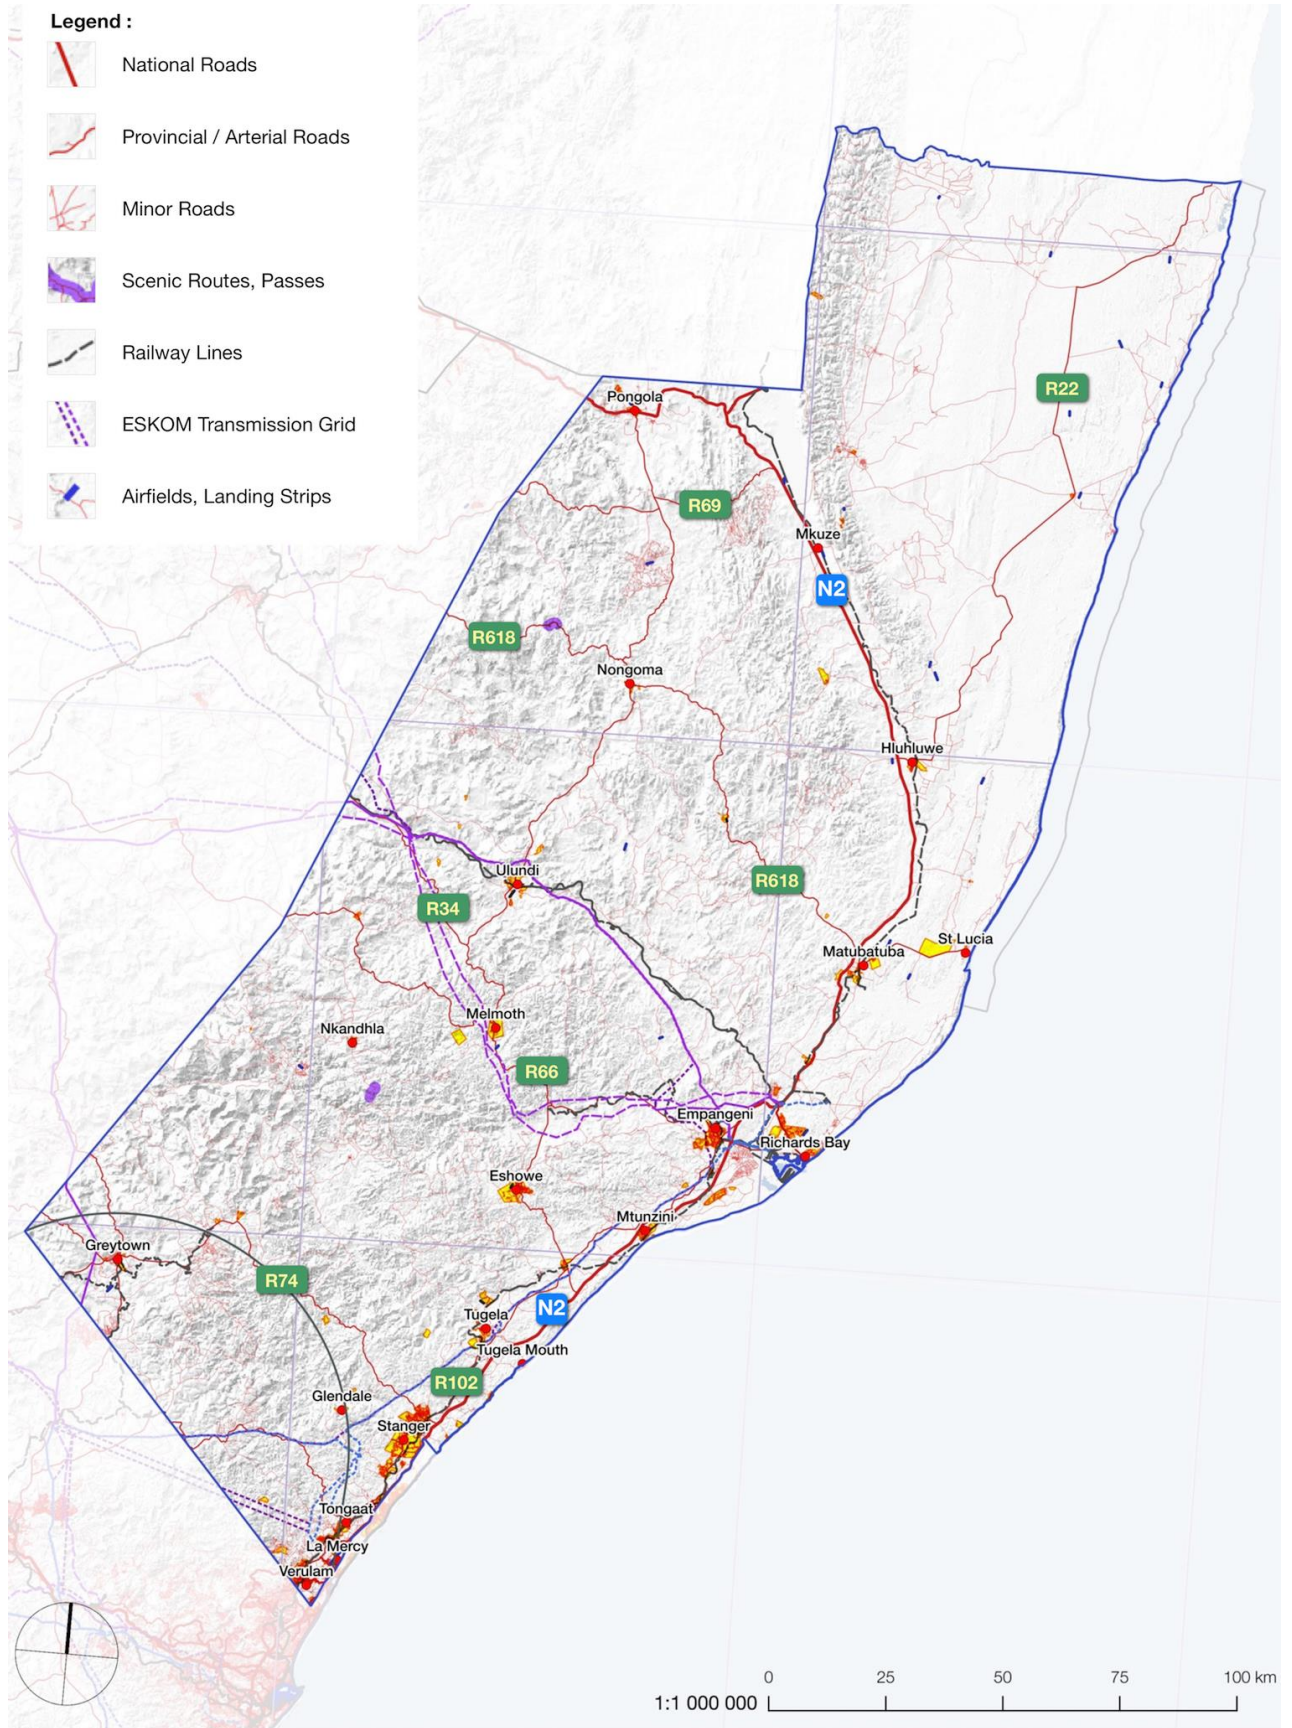 Legend :
National Roads
Provincial / Arterial Roads
Minor Roads
Scenic Routes, Passes
Railway Lines
ESKOM Transmission Grid
Airfields, Landing Strips
R22
Pongola
R69
Mkuze
N2
R618
Nongoma
Hluhluwe
Ulundi
R618
R34
St Lucia
Matubatuba
Melmoth
Nkandhla
R66
Empangeni
Richards Bay
Eshowe
Mtunzini
Greytown
R74
N2
Tugela
Tugela Mouth
R102
Glendale
Stanger
Tongaat
La Mercy
Verulam
0 25 50 75 100 km
1:1 000 000